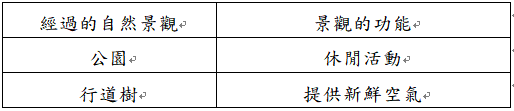 經過的自然景觀 景觀的功能
公園 休閒活動
行道樹 提供新鮮空氣